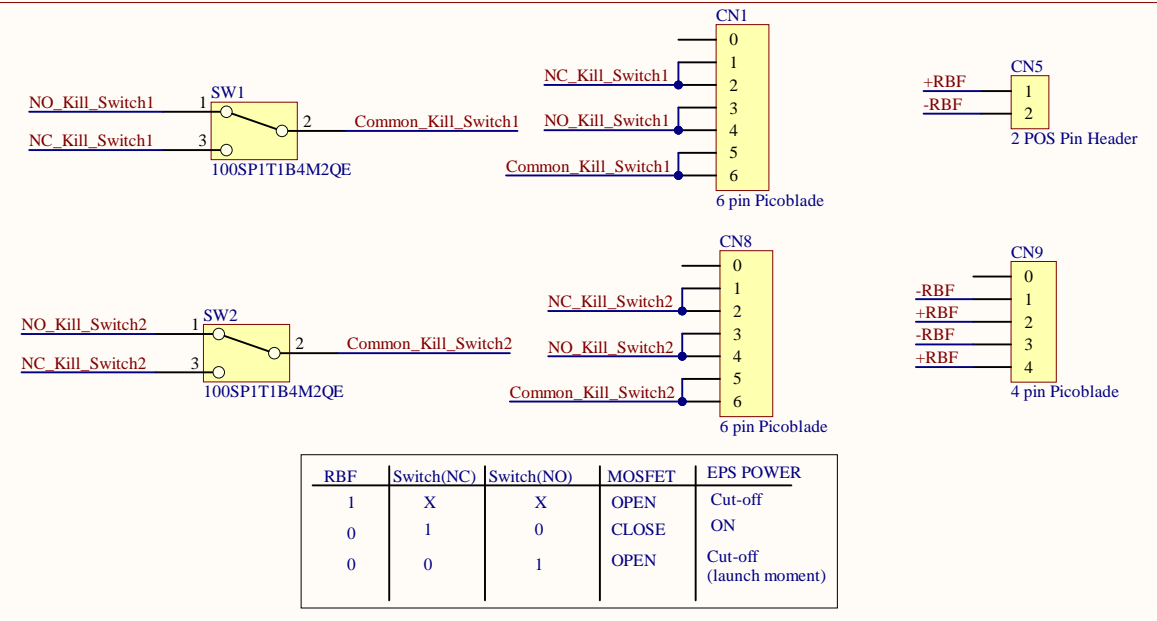 CN1
0
1
NC_Kill_Switch1
2
3
NO_Kill_Switch1
4
5
Common_Kill_Switch1
6
6 pin Picoblade
SW1
NO_Kill_Switch1
1
2
Common_Kill_Switch1
NC_Kill_Switch1
3
100SP1T1B4M2QE
CN5
+RBF
1
-RBF
2
2 POS Pin Header
CN8
0
1
NC_Kill_Switch2
2
3
NO_Kill_Switch2
4
5
Common_Kill_Switch2
6
6 pin Picoblade
SW2
NO_Kill_Switch2
1
2
Common_Kill_Switch2
NC_Kill_Switch2
3
100SP1T1B4M2QE
CN9
0
-RBF
1
+RBF
2
-RBF
3
+RBF
4
4 pin Picoblade
RBF Switch(NC) Switch(NO) MOSFET EPS POWER
1 X X OPEN Cut-off
0 1 0 CLOSE ON
0 0 1 OPEN Cut-off
(launch moment)